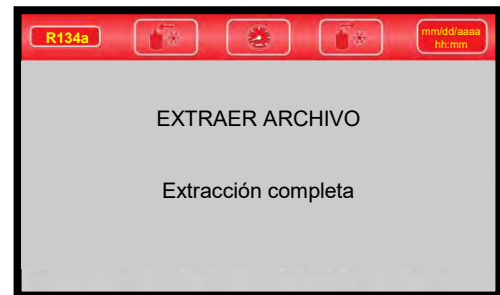 R134a
mm/dd/aaaa
hh:mm
EXTRAER ARCHIVO
Extracción completa